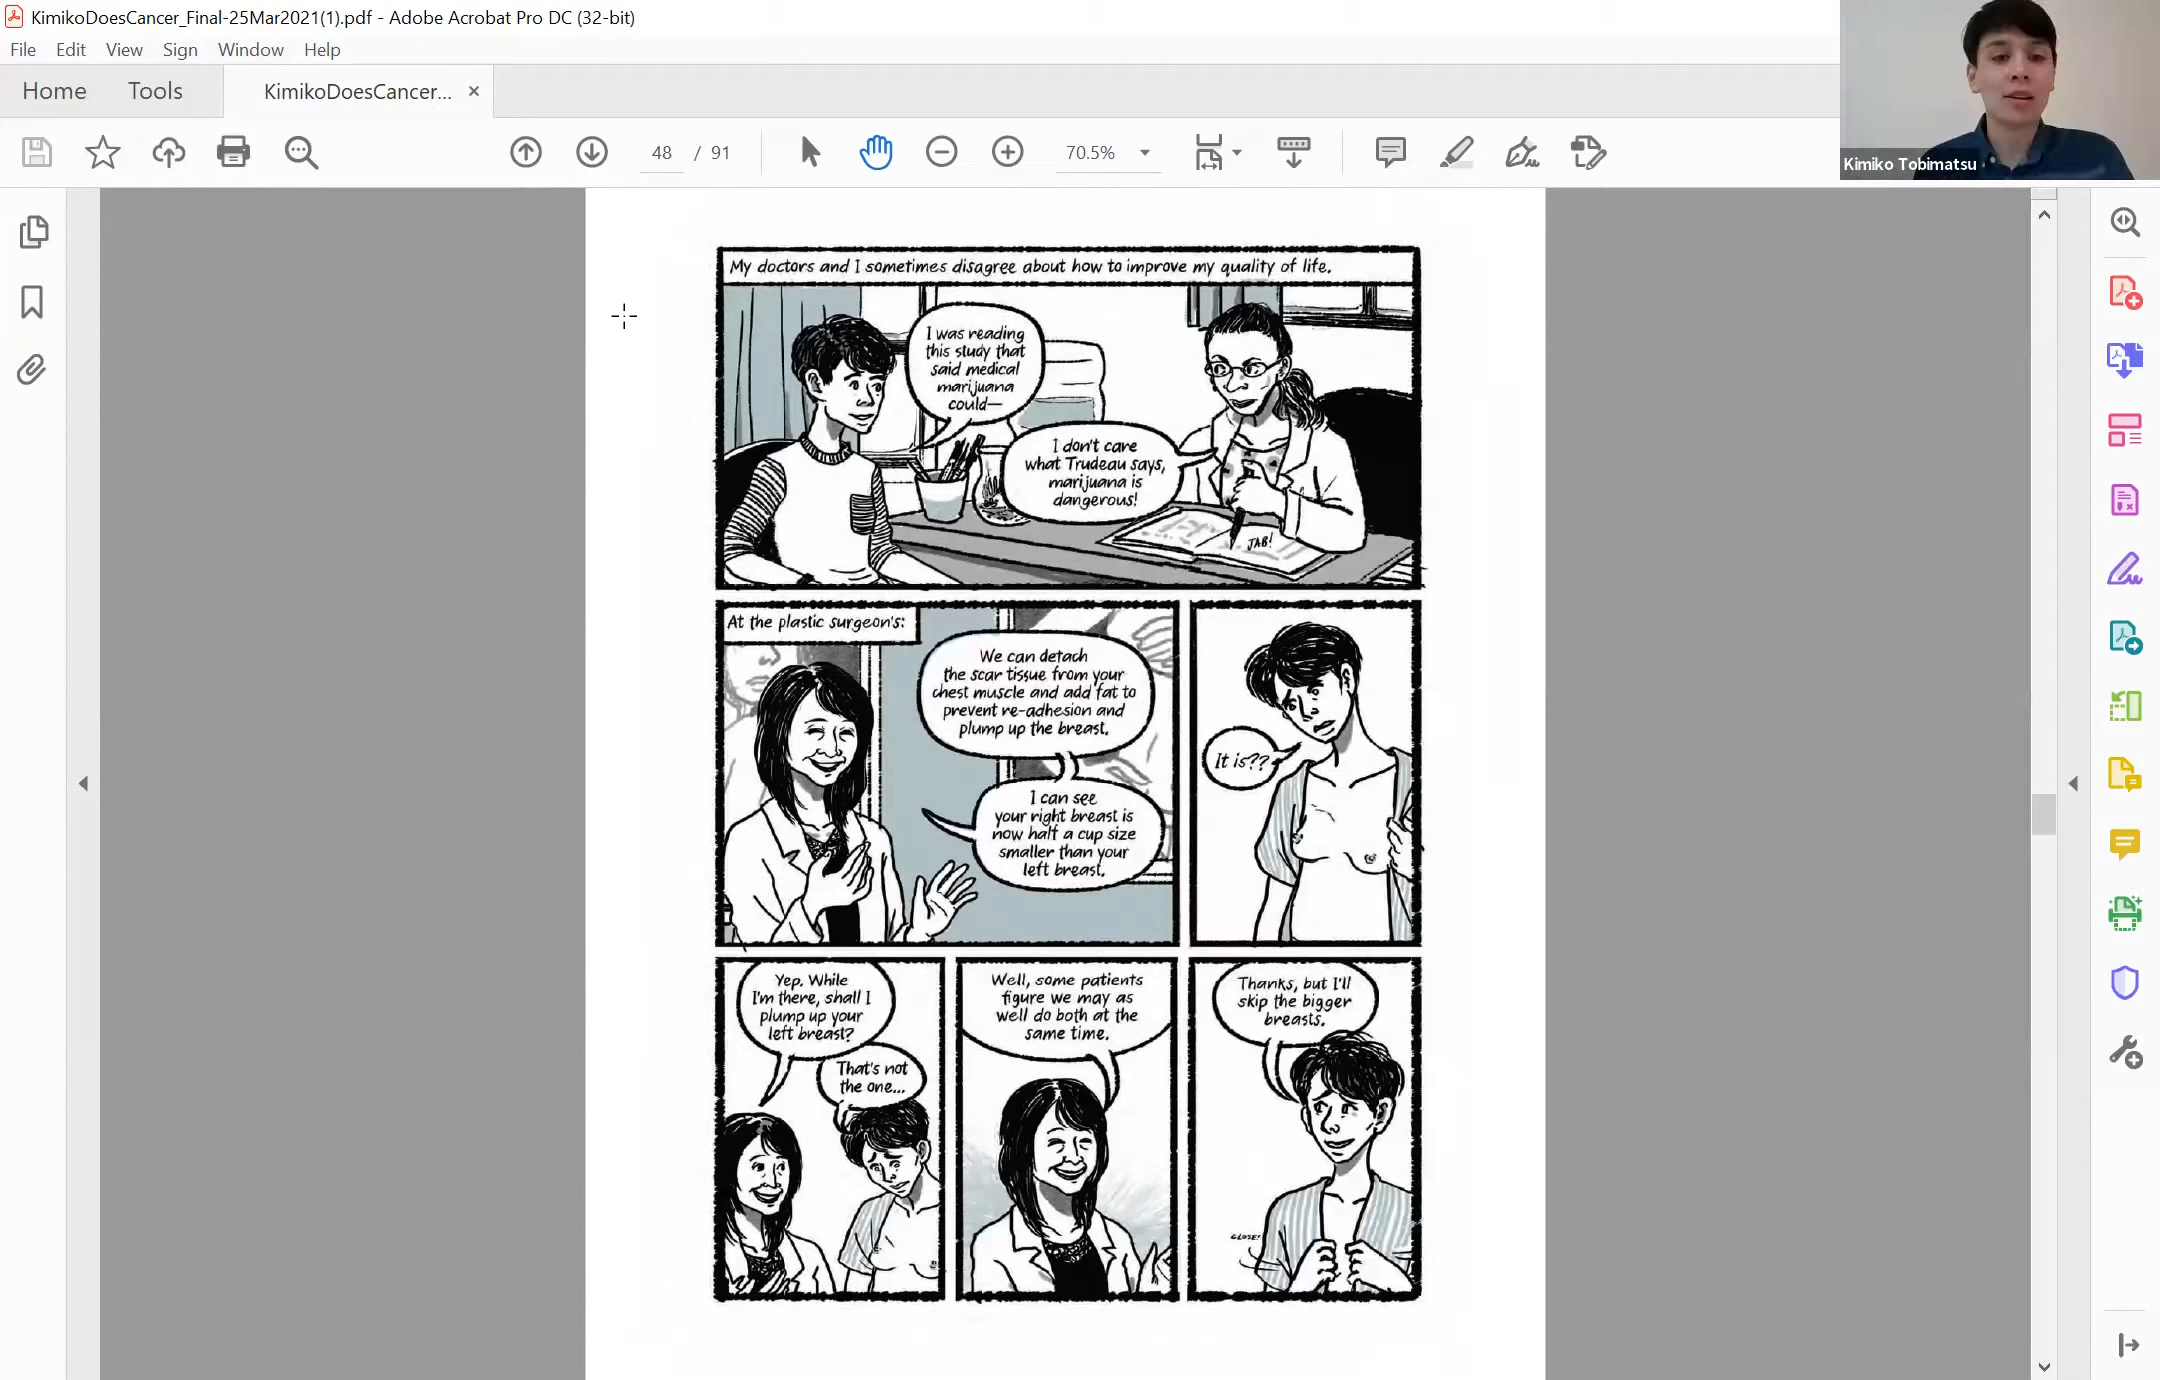 KimikoDoesCancer_Final-25Mar2021(1).pdf - Adobe Acrobat Pro DC (32-bit)
File Edit View Sign Window Help
Home Tools KimikoDoesCancer... ×
48 / 91 70.5%
Kimiko Tobimatsu
My doctors and I sometimes disagree about how to improve my quality of life.
I was reading
this study that
said medical
marijuana
could—
I don't care
what Trudeau says,
marijuana is
dangerous!
JAB!
At the plastic surgeon's:
We can detach
the scar tissue from your
chest muscle and add fat to
prevent re-adhesion and
plump up the breast.
I can see
your right breast is
now half a cup size
smaller than your
left breast.
It is??
Yep. While
I'm there, shall I
plump up your
left breast?
That's not
the one...
Well, some patients
figure we may as
well do both at the
same time.
Thanks, but I'll
skip the bigger
breasts.
CLOSE!